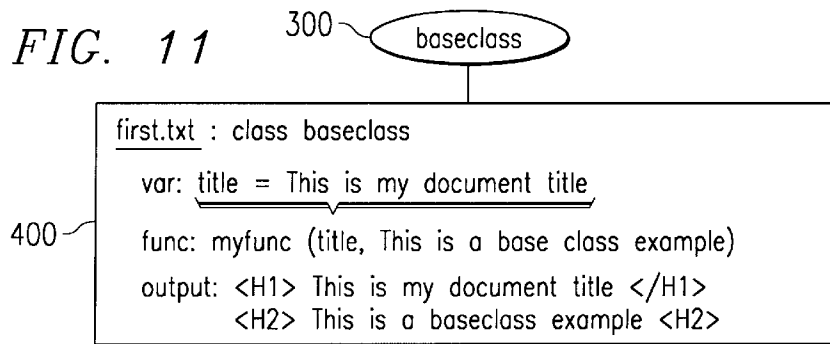 FIG. 11
300
baseclass
first.txt : class baseclass
var: title = This is my document title
400
func: myfunc (title, This is a base class example)
output: <H1> This is my document title </H1>
<H2> This is a baseclass example <H2>